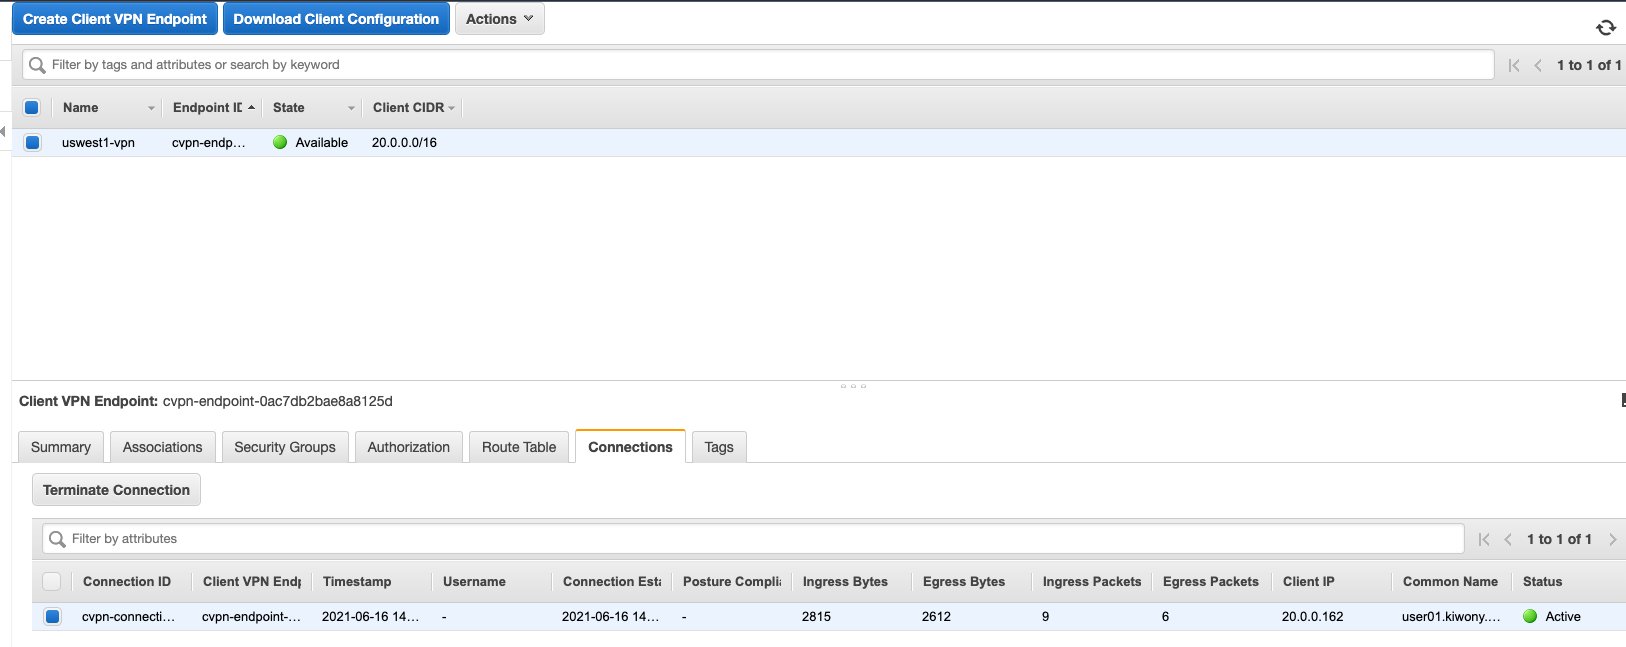 Create Client VPN Endpoint Download Client Configuration Actions
Filter by tags and attributes or search by keyword 1 to 1 of 1
Name Endpoint ID State Client CIDR
uswest1-vpn cvpn-endp... Available 20.0.0.0/16
Client VPN Endpoint: cvpn-endpoint-0ac7db2bae8a8125d
Summary Associations Security Groups Authorization Route Table Connections Tags
Terminate Connection
Filter by attributes 1 to 1 of 1
Connection ID Client VPN Endp Timestamp Username Connection Esta Posture Complia Ingress Bytes Egress Bytes Ingress Packets Egress Packets Client IP Common Name Status
cvpn-connecti... cvpn-endpoint-... 2021-06-16 14... - 2021-06-16 14... - 2815 2612 9 6 20.0.0.162 user01.kiwony.... Active